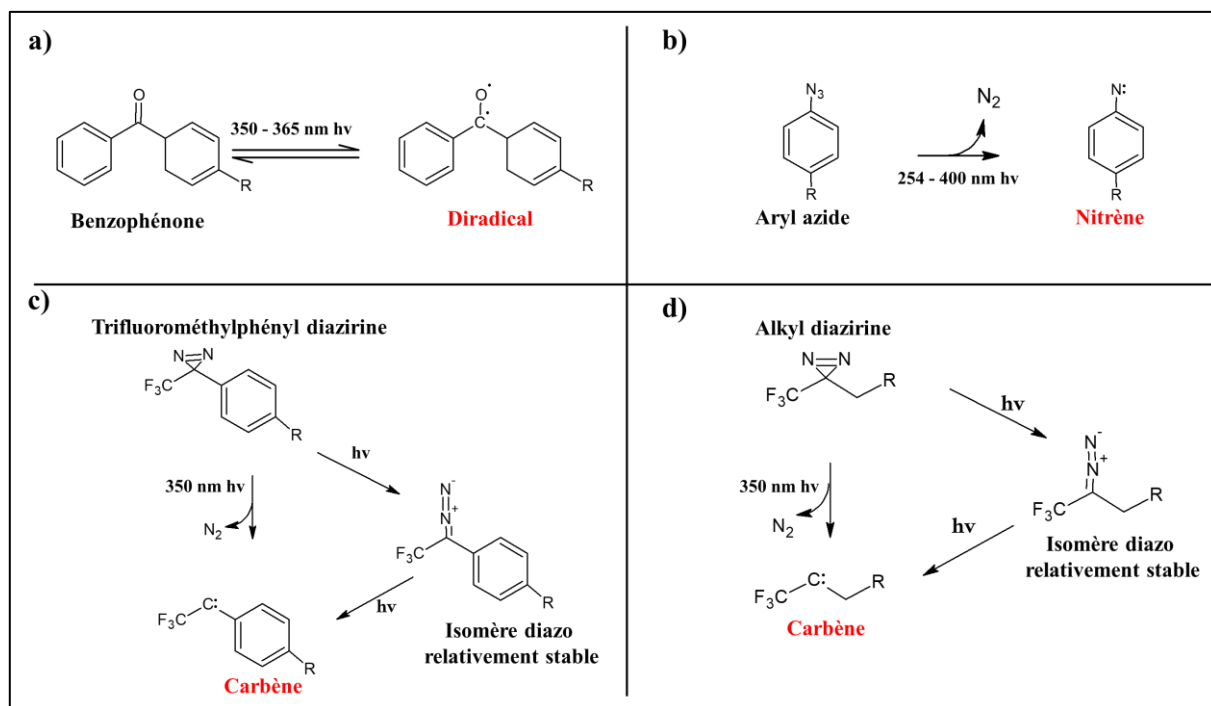 a)
O
350 - 365 nm hν
O·
C:
R
R
Benzophénone
Diradical
b)
N3
N2
N:
254 - 400 nm hν
R
R
Aryl azide
Nitrène
c)
Trifluorométhylphényl diazirine
N N
F3C
R
hν
350 nm hν
N2
N-
N+
F3C
R
hν
F3C
C:
R
Isomère diazo
relativement stable
Carbène
d)
Alkyl diazirine
N N
F3C
R
hν
350 nm hν
N2
N-
N+
F3C
R
hν
Isomère diazo
relativement stable
F3C
C:
R
Carbène